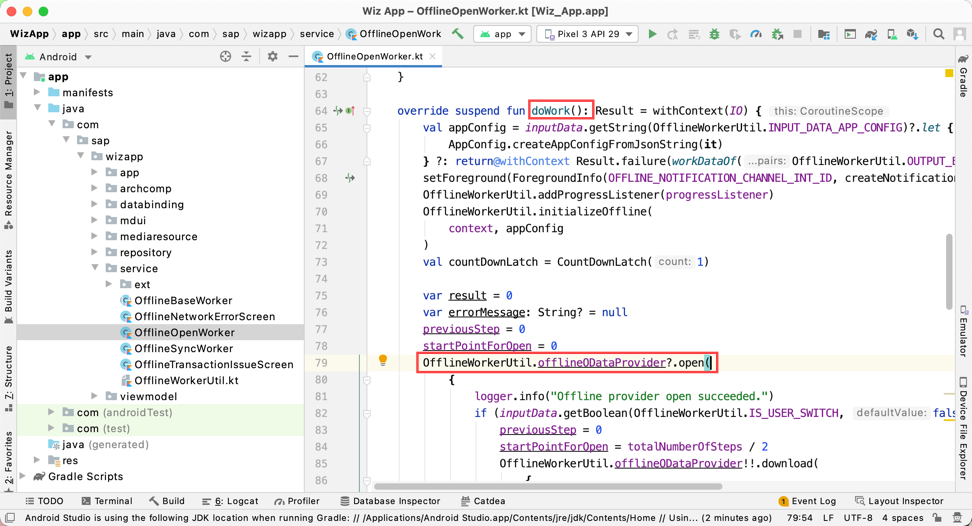 Wiz App – OfflineOpenWorker.kt [Wiz_App.app]
WizApp app src main java com sap wizapp service OfflineOpenWork app Pixel 3 API 29
1: Project
Resource Manager
Build Variants
Z: Structure
2: Favorites
Android
app
manifests
java
com
sap
wizapp
app
archcomp
databinding
mdui
mediaresource
repository
service
ext
OfflineBaseWorker
OfflineNetworkErrorScreen
OfflineOpenWorker
OfflineSyncWorker
OfflineTransactionIssueScreen
OfflineWorkerUtil.kt
viewmodel
com (androidTest)
com (test)
java (generated)
res
Gradle Scripts
OfflineOpenWorker.kt
62 }
63
64 override suspend fun doWork(): Result = withContext(IO) { this: CoroutineScope
65 val appConfig = inputData.getString(OfflineWorkerUtil.INPUT_DATA_APP_CONFIG)?.let {
66 AppConfig.createAppConfigFromJsonString(it)
67 } ?: return@withContext Result.failure(workDataOf( ...pairs: OfflineWorkerUtil.OUTPUT_E
68 setForeground(ForegroundInfo(OFFLINE_NOTIFICATION_CHANNEL_INT_ID, createNotification
69 OfflineWorkerUtil.addProgressListener(progressListener)
70 OfflineWorkerUtil.initializeOffline(
71 context, appConfig
72 )
73 val countDownLatch = CountDownLatch( count: 1)
74
75 var result = 0
76 var errorMessage: String? = null
77 previousStep = 0
78 startPointForOpen = 0
79 OfflineWorkerUtil.offlineODataProvider?.open(
80 {
81 logger.info("Offline provider open succeeded.")
82 if (inputData.getBoolean(OfflineWorkerUtil.IS_USER_SWITCH, defaultValue: fals
83 previousStep = 0
84 startPointForOpen = totalNumberOfSteps / 2
85 OfflineWorkerUtil.offlineODataProvider!!.download(
86 {
Gradle
Emulator
Device File Explorer
TODO Terminal Build 6: Logcat Profiler Database Inspector Catdea 1 Event Log Layout Inspector
Android Studio is using the following JDK location when running Gradle: // /Applications/Android Studio.app/Contents/jre/jdk/Contents/Home // Usin... (2 minutes ago) 79:54 LF UTF-8 4 spaces